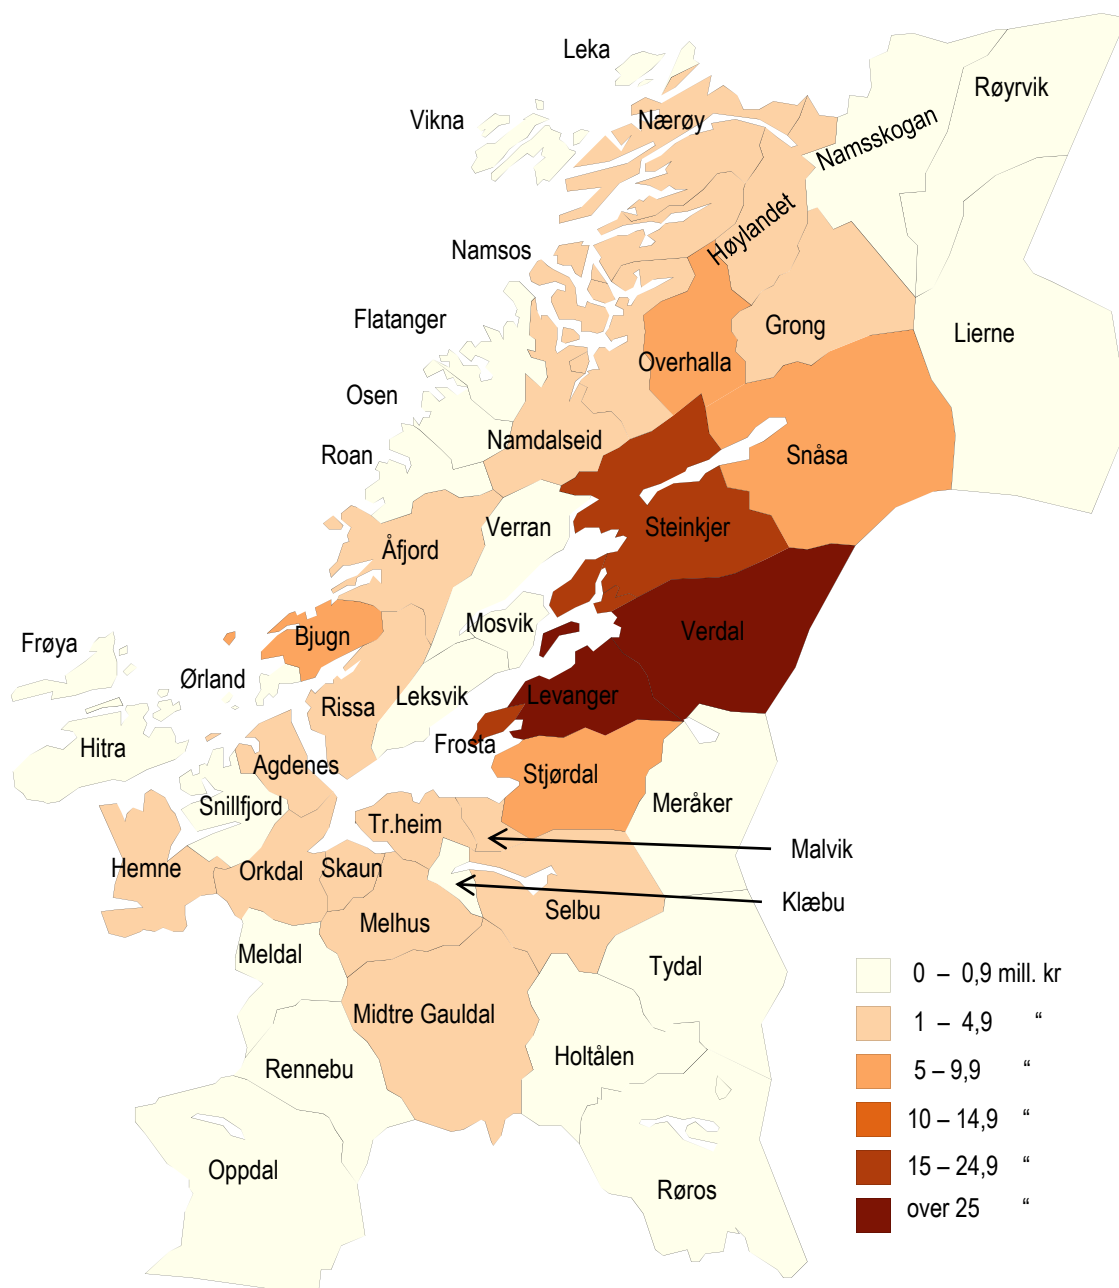 Leka
Røyrvik
Vikna
Nærøy
Namsskogan
Høylandet
Namsos
Flatanger
Grong
Lierne
Overhalla
Osen
Namdalseid
Roan
Snåsa
Verran
Steinkjer
Åfjord
Mosvik
Verdal
Bjugn
Frøya
Ørland
Leksvik
Levanger
Rissa
Frosta
Hitra
Agdenes
Stjørdal
Snillfjord
Meråker
Tr.heim
Malvik
Hemne
Orkdal
Skaun
Klæbu
Selbu
Melhus
Meldal
Tydal
Midtre Gauldal
Holtålen
Rennebu
Oppdal
Røros
0 – 0,9 mill. kr
1 – 4,9 “
5 – 9,9 “
10 – 14,9 “
15 – 24,9 “
over 25 “